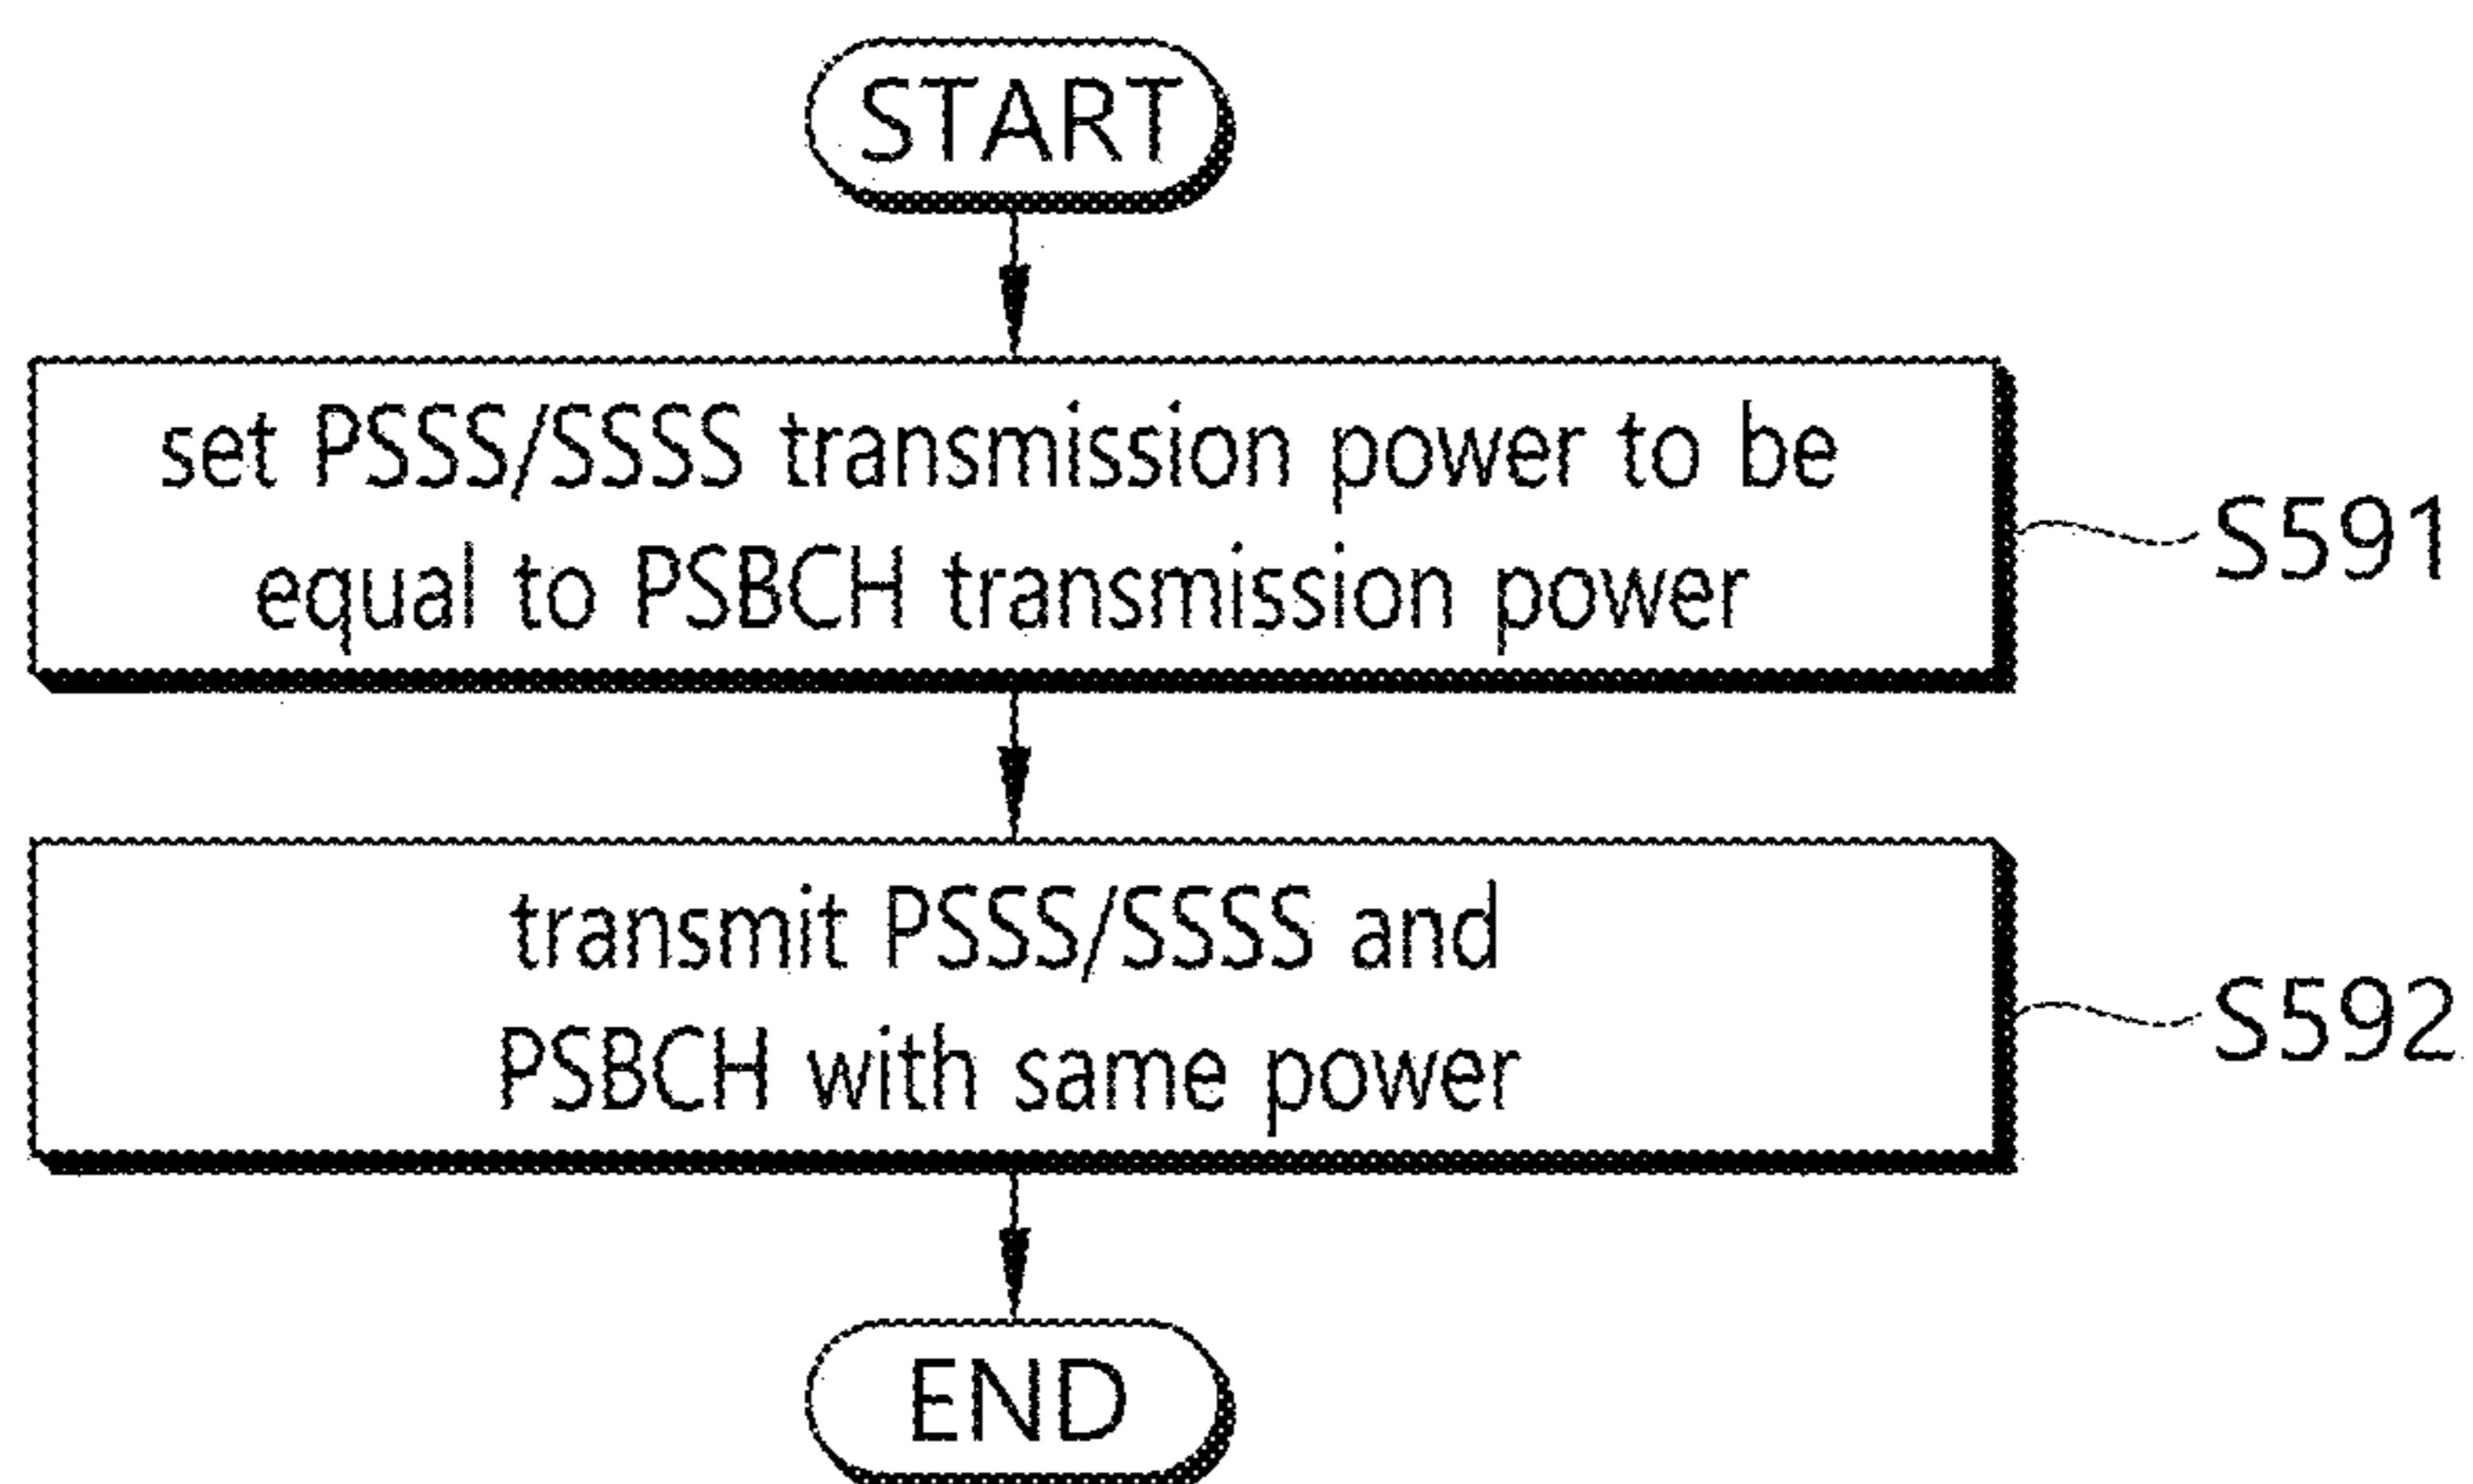 START
set PSSS/SSSS transmission power to be
equal to PSBCH transmission power
S591
transmit PSSS/SSSS and
PSBCH with same power
S592
END